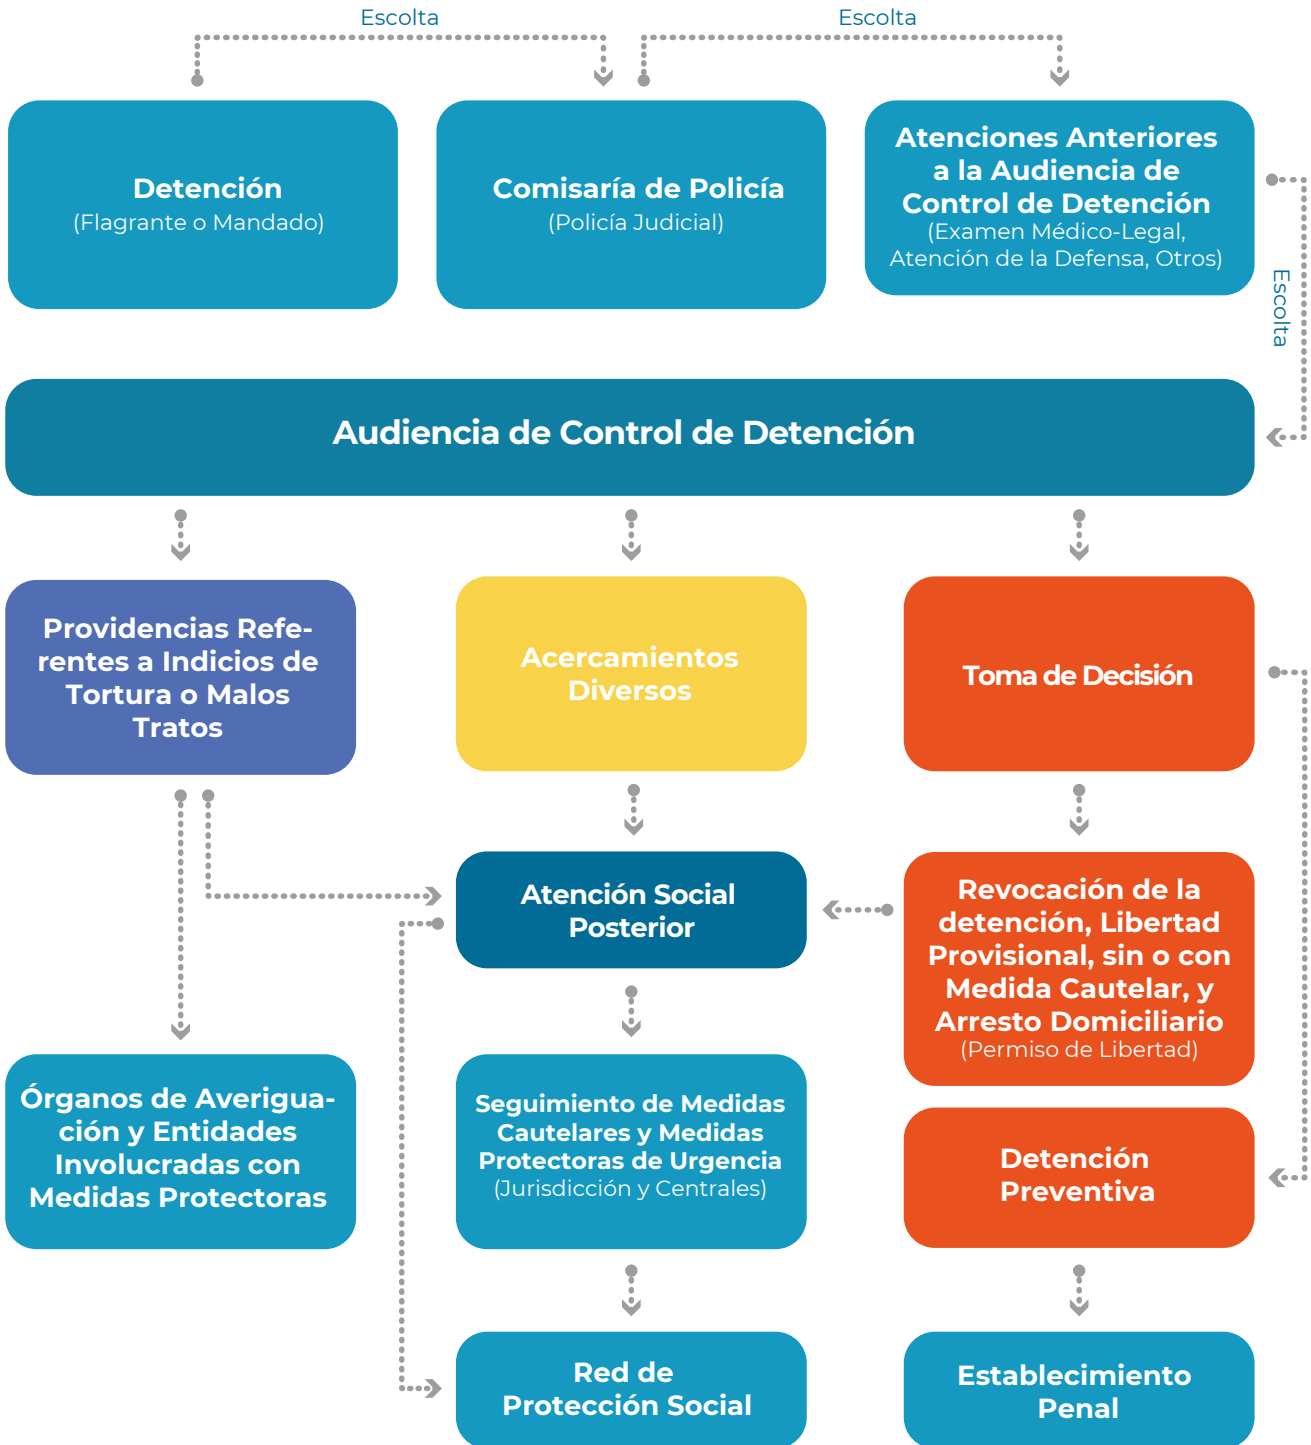 Escolta
Escolta
Detención
(Flagrante o Mandado)
Comisaría de Policía
(Policía Judicial)
Atenciones Anteriores
a la Audiencia de
Control de Detención
(Examen Médico-Legal,
Atención de la Defensa, Otros)
Escolta
Audiencia de Control de Detención
Providencias Refe-
rentes a Indicios de
Tortura o Malos
Tratos
Acercamientos
Diversos
Toma de Decisión
Atención Social
Posterior
Revocación de la
detención, Libertad
Provisional, sin o con
Medida Cautelar, y
Arresto Domiciliario
(Permiso de Libertad)
Órganos de Averigua-
ción y Entidades
Involucradas con
Medidas Protectoras
Seguimiento de Medidas
Cautelares y Medidas
Protectoras de Urgencia
(Jurisdicción y Centrales)
Detención
Preventiva
Red de
Protección Social
Establecimiento
Penal